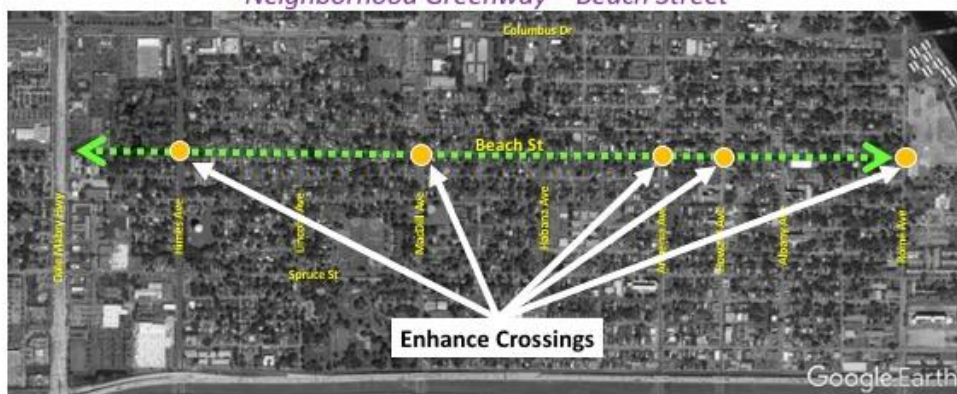 Neighborhood Greenway – Beach Street
Columbus Dr
Beach St
Dale Mabry Hwy
Himes Ave
Lincoln Ave
MacDill Ave
Habana Ave
Armenia Ave
Howard Ave
Albany Av
Rome Ave
Spruce St
Enhance Crossings
Google Earth